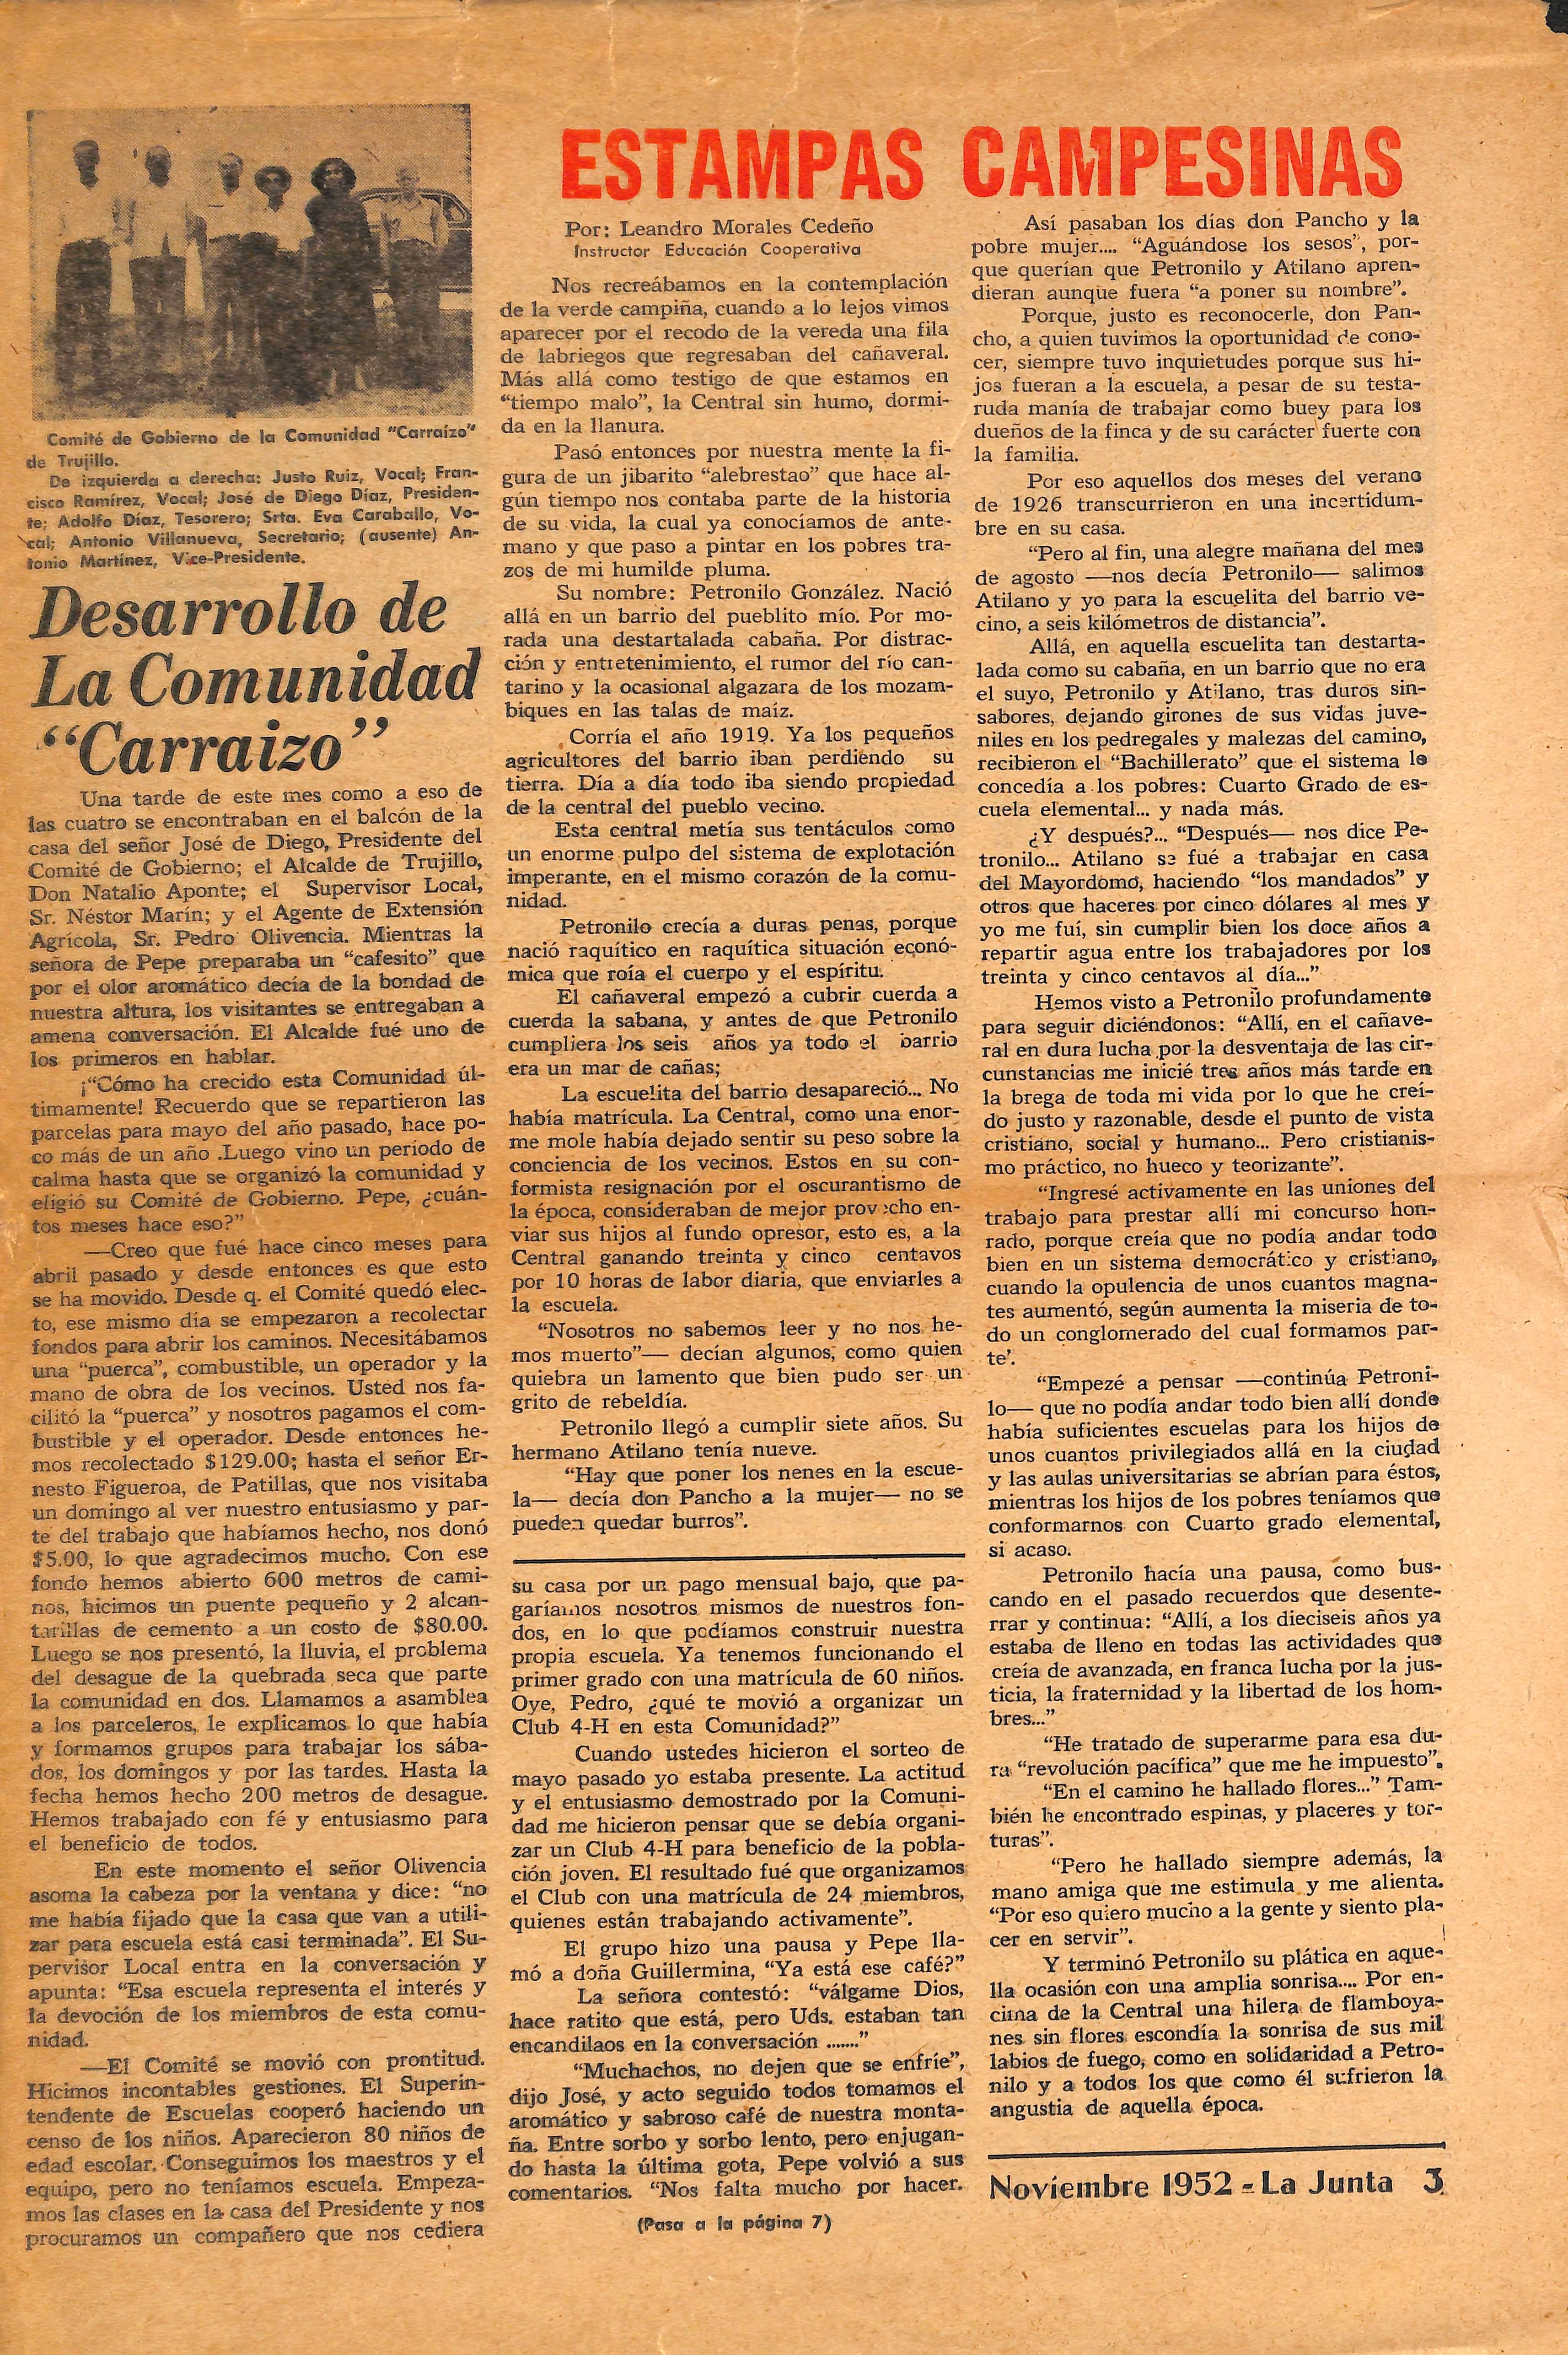 Comité de Gobierno de la Comunidad "Carraízo"
de Trujillo.
De izquierda a derecha: Justo Ruiz, Vocal; Fran-
cisco Ramírez, Vocal; José de Diego Díaz, Presiden-
te; Adolfo Díaz, Tesorero; Srta. Eva Caraballo, Vo-
cal; Antonio Villanueva, Secretario; (ausente) An-
tonio Martínez, Vice-Presidente.
Desarrollo de
La Comunidad
"Carraizo"
Una tarde de este mes como a eso de
las cuatro se encontraban en el balcón de la
casa del señor José de Diego, Presidente del
Comité de Gobierno; el Alcalde de Trujillo,
Don Natalio Aponte; el Supervisor Local,
Sr. Néstor Marín; y el Agente de Extensión
Agrícola, Sr. Pedro Olivencia. Mientras la
señora de Pepe preparaba un "cafesito" que
por el olor aromático decía de la bondad de
nuestra altura, los visitantes se entregaban a
amena conversación. El Alcalde fué uno de
los primeros en hablar.
¡"Cómo ha crecido esta Comunidad úl-
timamente! Recuerdo que se repartieron las
parcelas para mayo del año pasado, hace po-
co más de un año .Luego vino un período de
calma hasta que se organizó la comunidad y
eligió su Comité de Gobierno. Pepe, ¿cuán-
tos meses hace eso?"
—Creo que fué hace cinco meses para
abril pasado y desde entonces es que esto
se ha movido. Desde q. el Comité quedó elec-
to, ese mismo día se empezaron a recolectar
fondos para abrir los caminos. Necesitábamos
una "puerca", combustible, un operador y la
mano de obra de los vecinos. Usted nos fa-
cilitó la "puerca" y nosotros pagamos el com-
bustible y el operador. Desde entonces he-
mos recolectado $129.00; hasta el señor Er-
nesto Figueroa, de Patillas, que nos visitaba
un domingo al ver nuestro entusiasmo y par-
te del trabajo que habíamos hecho, nos donó
$5.00, lo que agradecimos mucho. Con ese
fondo hemos abierto 600 metros de cami-
nos, hicimos un puente pequeño y 2 alcan-
tarillas de cemento a un costo de $80.00.
Luego se nos presentó, la lluvia, el problema
del desague de la quebrada seca que parte
la comunidad en dos. Llamamos a asamblea
a los parceleros, le explicamos lo que había
y formamos grupos para trabajar los sába-
dos, los domingos y por las tardes. Hasta la
fecha hemos hecho 200 metros de desague.
Hemos trabajado con fé y entusiasmo para
el beneficio de todos.
En este momento el señor Olivencia
asoma la cabeza por la ventana y dice: "no
me había fijado que la casa que van a utili-
zar para escuela está casi terminada". El Su-
pervisor Local entra en la conversación y
apunta: "Esa escuela representa el interés y
la devoción de los miembros de esta comu-
nidad.
—El Comité se movió con prontitud.
Hicimos incontables gestiones. El Superin-
tendente de Escuelas cooperó haciendo un
censo de los niños. Aparecieron 80 niños de
edad escolar. Conseguimos los maestros y el
equipo, pero no teníamos escuela. Empeza-
mos las clases en la casa del Presidente y nos
procuramos un compañero que nos cediera
su casa por un pago mensual bajo, que pa-
garíamos nosotros mismos de nuestros fon-
dos, en lo que podíamos construir nuestra
propia escuela. Ya tenemos funcionando el
primer grado con una matrícula de 60 niños.
Oye, Pedro, ¿qué te movió a organizar un
Club 4-H en esta Comunidad?"
Cuando ustedes hicieron el sorteo de
mayo pasado yo estaba presente. La actitud
y el entusiasmo demostrado por la Comuni-
dad me hicieron pensar que se debía organi-
zar un Club 4-H para beneficio de la pobla-
ción joven. El resultado fué que organizamos
el Club con una matrícula de 24 miembros,
quienes están trabajando activamente".
El grupo hizo una pausa y Pepe lla-
mó a doña Guillermina, "Ya está ese café?"
La señora contestó: "válgame Dios,
hace ratito que está, pero Uds. estaban tan
encandilaos en la conversación ......."
"Muchachos, no dejen que se enfríe",
dijo José, y acto seguido todos tomamos el
aromático y sabroso café de nuestra monta-
ña. Entre sorbo y sorbo lento, pero enjugan-
do hasta la última gota, Pepe volvió a sus
comentarios. "Nos falta mucho por hacer.
(Pasa a la página 7)
ESTAMPAS CAMPESINAS
Por: Leandro Morales Cedeño
Instructor Educación Cooperativa
Nos recreábamos en la contemplación
de la verde campiña, cuando a lo lejos vimos
aparecer por el recodo de la vereda una fila
de labriegos que regresaban del cañaveral.
Más allá como testigo de que estamos en
"tiempo malo", la Central sin humo, dormi-
da en la llanura.
Pasó entonces por nuestra mente la fi-
gura de un jibarito "alebrestao" que hace al-
gún tiempo nos contaba parte de la historia
de su vida, la cual ya conocíamos de ante-
mano y que paso a pintar en los pobres tra-
zos de mi humilde pluma.
Su nombre: Petronilo González. Nació
allá en un barrio del pueblito mío. Por mo-
rada una destartalada cabaña. Por distrac-
ción y entretenimiento, el rumor del río can-
tarino y la ocasional algazara de los mozam-
biques en las talas de maíz.
Corría el año 1919. Ya los pequeños
agricultores del barrio iban perdiendo su
tierra. Día a día todo iba siendo propiedad
de la central del pueblo vecino.
Esta central metía sus tentáculos como
un enorme pulpo del sistema de explotación
imperante, en el mismo corazón de la comu-
nidad.
Petronilo crecía a duras penas, porque
nació raquítico en raquítica situación econó-
mica que roía el cuerpo y el espíritu.
El cañaveral empezó a cubrir cuerda a
cuerda la sabana, y antes de que Petronilo
cumpliera los seis años ya todo el barrio
era un mar de cañas;
La escuelita del barrio desapareció... No
había matrícula. La Central, como una enor-
me mole había dejado sentir su peso sobre la
conciencia de los vecinos. Estos en su con-
formista resignación por el oscurantismo de
la época, consideraban de mejor provecho en-
viar sus hijos al fundo opresor, esto es, a la
Central ganando treinta y cinco centavos
por 10 horas de labor diaria, que enviarles a
la escuela.
"Nosotros no sabemos leer y no nos he-
mos muerto"— decían algunos, como quien
quiebra un lamento que bien pudo ser un
grito de rebeldía.
Petronilo llegó a cumplir siete años. Su
hermano Atilano tenía nueve.
"Hay que poner los nenes en la escue-
la— decía don Pancho a la mujer— no se
pueden quedar burros".
Así pasaban los días don Pancho y la
pobre mujer.... "Aguándose los sesos", por-
que querían que Petronilo y Atilano apren-
dieran aunque fuera "a poner su nombre".
Porque, justo es reconocerle, don Pan-
cho, a quien tuvimos la oportunidad de cono-
cer, siempre tuvo inquietudes porque sus hi-
jos fueran a la escuela, a pesar de su testa-
ruda manía de trabajar como buey para los
dueños de la finca y de su carácter fuerte con
la familia.
Por eso aquellos dos meses del verano
de 1926 transcurrieron en una incertidum-
bre en su casa.
"Pero al fin, una alegre mañana del mes
de agosto —nos decía Petronilo— salimos
Atilano y yo para la escuelita del barrio ve-
cino, a seis kilómetros de distancia".
Allá, en aquella escuelita tan destarta-
lada como su cabaña, en un barrio que no era
el suyo, Petronilo y Atilano, tras duros sin-
sabores, dejando girones de sus vidas juve-
niles en los pedregales y malezas del camino,
recibieron el "Bachillerato" que el sistema le
concedía a los pobres: Cuarto Grado de es-
cuela elemental... y nada más.
¿Y después?... "Después— nos dice Pe-
tronilo... Atilano se fué a trabajar en casa
del Mayordomo, haciendo "los mandados" y
otros que haceres por cinco dólares al mes y
yo me fuí, sin cumplir bien los doce años a
repartir agua entre los trabajadores por los
treinta y cinco centavos al día..."
Hemos visto a Petronilo profundamente
para seguir diciéndonos: "Allí, en el cañave-
ral en dura lucha por la desventaja de las cir-
cunstancias me inicié tres años más tarde en
la brega de toda mi vida por lo que he creí-
do justo y razonable, desde el punto de vista
cristiano, social y humano... Pero cristianis-
mo práctico, no hueco y teorizante".
"Ingresé activamente en las uniones del
trabajo para prestar allí mi concurso hon-
rado, porque creía que no podía andar todo
bien en un sistema democrático y cristiano,
cuando la opulencia de unos cuantos magna-
tes aumentó, según aumenta la miseria de to-
do un conglomerado del cual formamos par-
te'.
"Empezé a pensar —continúa Petroni-
lo— que no podía andar todo bien allí donde
había suficientes escuelas para los hijos de
unos cuantos privilegiados allá en la ciudad
y las aulas universitarias se abrían para éstos,
mientras los hijos de los pobres teníamos que
conformarnos con Cuarto grado elemental,
si acaso.
Petronilo hacía una pausa, como bus-
cando en el pasado recuerdos que desente-
rrar y continua: "Allí, a los dieciseis años ya
estaba de lleno en todas las actividades que
creía de avanzada, en franca lucha por la jus-
ticia, la fraternidad y la libertad de los hom-
bres..."
"He tratado de superarme para esa du-
ra "revolución pacífica" que me he impuesto".
"En el camino he hallado flores..." Tam-
bién he encontrado espinas, y placeres y tor-
turas".
"Pero he hallado siempre además, la
mano amiga que me estimula y me alienta.
"Por eso quiero mucho a la gente y siento pla-
cer en servir".
Y terminó Petronilo su plática en aque-
lla ocasión con una amplia sonrisa.... Por en-
cima de la Central una hilera de flamboya-
nes sin flores escondía la sonrisa de sus mil
labios de fuego, como en solidaridad a Petro-
nilo y a todos los que como él sufrieron la
angustia de aquella época.
Noviembre 1952 - La Junta 3